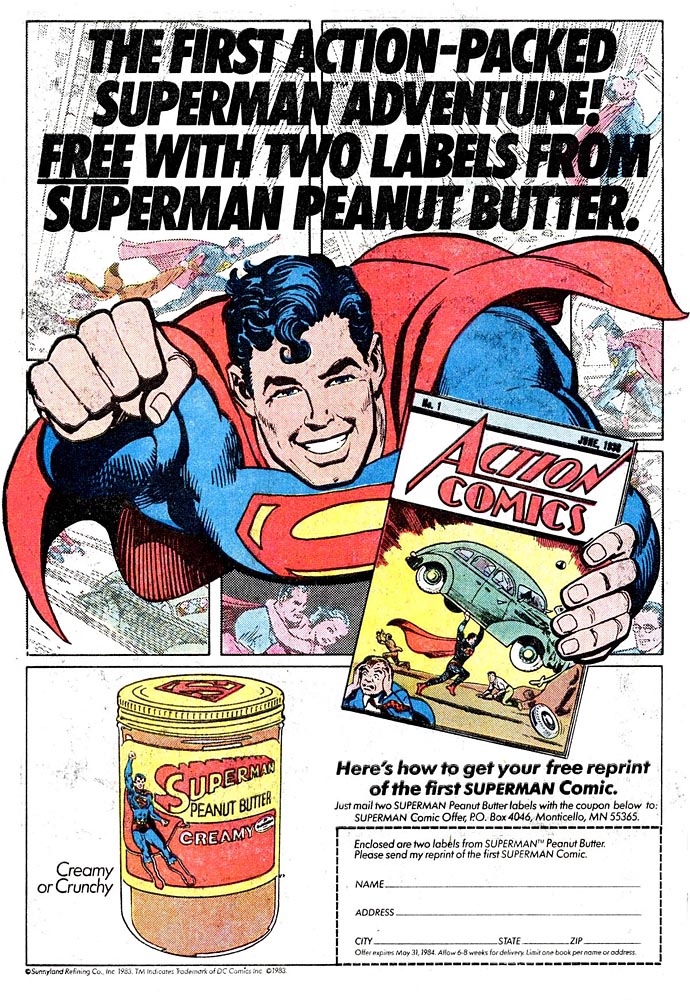 THE FIRST ACTION-PACKED
SUPERMAN™ ADVENTURE!
FREE WITH TWO LABELS FROM
SUPERMAN PEANUT BUTTER.
No. 1
JUNE, 1938
ACTION
COMICS
SUPERMAN
PEANUT BUTTER
CREAMY
Creamy
or Crunchy
Here's how to get your free reprint
of the first SUPERMAN Comic.
Just mail two SUPERMAN Peanut Butter labels with the coupon below to:
SUPERMAN Comic Offer, P.O. Box 4046, Monticello, MN 55365.
Enclosed are two labels from SUPERMAN™ Peanut Butter.
Please send my reprint of the first SUPERMAN Comic.
NAME
ADDRESS
CITY STATE ZIP
Offer expires May 31, 1984. Allow 6-8 weeks for delivery. Limit one book per name or address.
©Sunnyland Refining Co., Inc 1983. TM Indicates Trademark of DC Comics Inc ©1983.